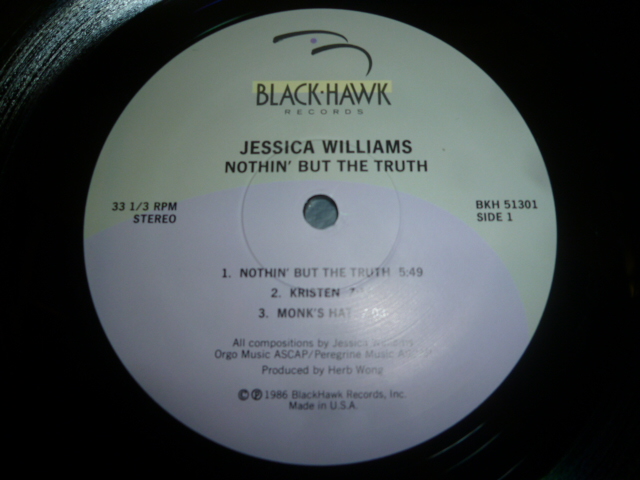 BLACK·HAWK
RECORDS
JESSICA WILLIAMS
NOTHIN' BUT THE TRUTH
33 1/3 RPM
STEREO
BKH 51301
SIDE 1
1. NOTHIN' BUT THE TRUTH 5:49
2. KRISTEN
3. MONK'S HAT
All compositions by Jessica Williams
Orgo Music ASCAP/Peregrine Music
Produced by Herb Wong
©℗1986 BlackHawk Records, Inc.
Made in U.S.A.